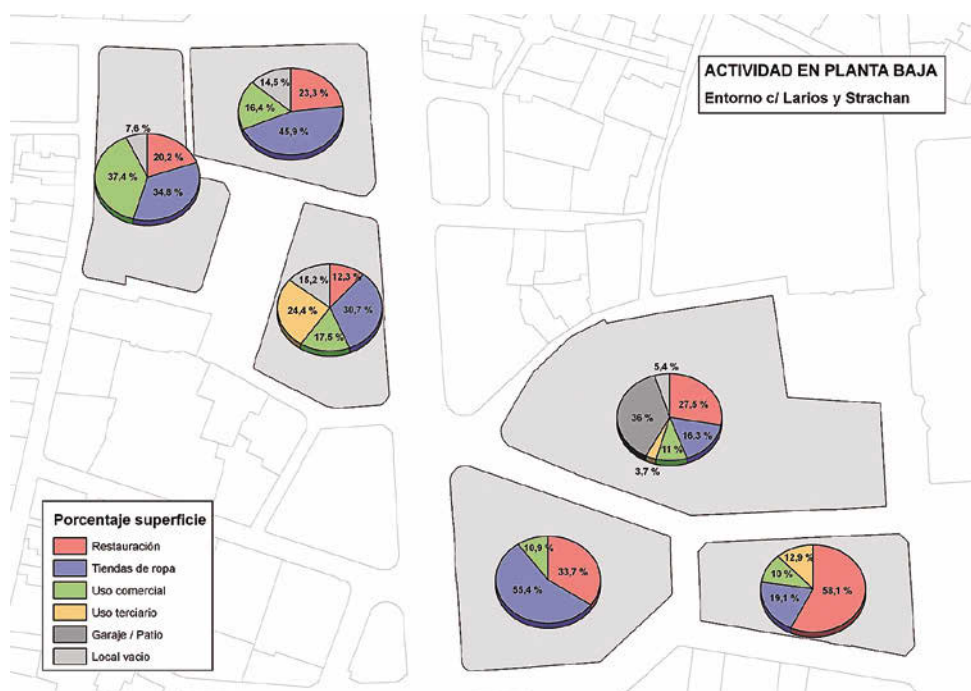 ACTIVIDAD EN PLANTA BAJA
Entorno c/ Larios y Strachan
14,5 %
23,3 %
16,4 %
45,9 %
7,6 %
20,2 %
37,4 %
34,8 %
15,2 %
12,3 %
24,4 %
30,7 %
17,5 %
5,4 %
27,5 %
36 %
16,3 %
11 %
3,7 %
10,9 %
33,7 %
55,4 %
12,9 %
10 %
58,1 %
19,1 %
Porcentaje superficie
Restauración
Tiendas de ropa
Uso comercial
Uso terciario
Garaje / Patio
Local vacio